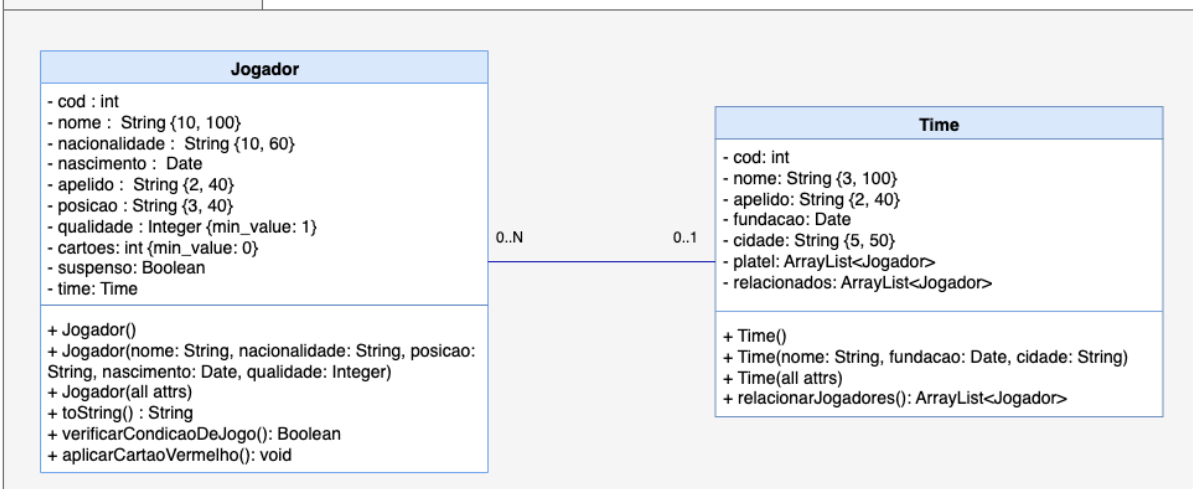 Jogador
- cod : int
- nome :  String {10, 100}
- nacionalidade :  String {10, 60}
- nascimento :  Date
- apelido :  String {2, 40}
- posicao : String {3, 40}
- qualidade : Integer {min_value: 1}
- cartoes: int {min_value: 0}
- suspenso: Boolean
- time: Time
+ Jogador()
+ Jogador(nome: String, nacionalidade: String, posicao:
String, nascimento: Date, qualidade: Integer)
+ Jogador(all attrs)
+ toString() : String
+ verificarCondicaoDeJogo(): Boolean
+ aplicarCartaoVermelho(): void
0..N
0..1
Time
- cod: int
- nome: String {3, 100}
- apelido: String {2, 40}
- fundacao: Date
- cidade: String {5, 50}
- platel: ArrayList<Jogador>
- relacionados: ArrayList<Jogador>
+ Time()
+ Time(nome: String, fundacao: Date, cidade: String)
+ Time(all attrs)
+ relacionarJogadores(): ArrayList<Jogador>